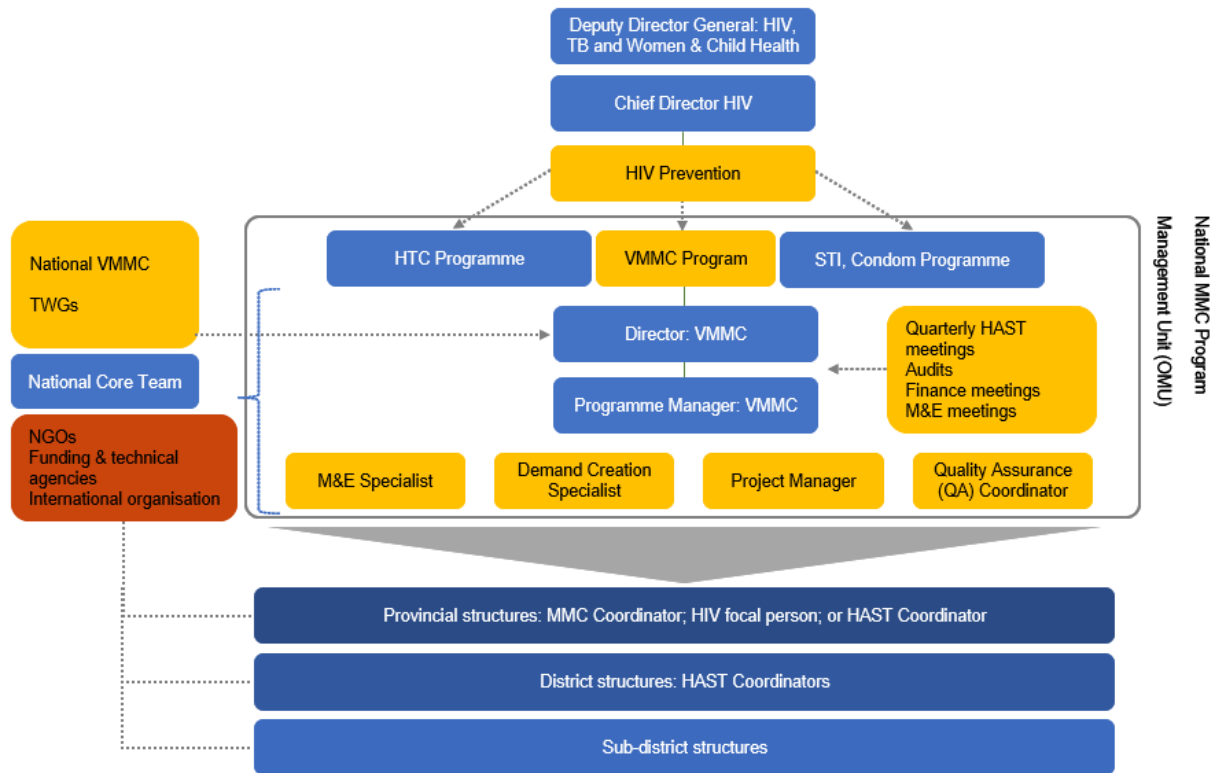 Deputy Director General: HIV,
TB and Women & Child Health
Chief Director HIV
HIV Prevention
National VMMC
TWGs
National Core Team
NGOs
Funding & technical
agencies
International organisation
HTC Programme
VMMC Program
STI, Condom Programme
Director: VMMC
Programme Manager: VMMC
Quarterly HAST
meetings
Audits
Finance meetings
M&E meetings
M&E Specialist
Demand Creation
Specialist
Project Manager
Quality Assurance
(QA) Coordinator
National MMC Program
Management Unit (OMU)
Provincial structures: MMC Coordinator; HIV focal person; or HAST Coordinator
District structures: HAST Coordinators
Sub-district structures